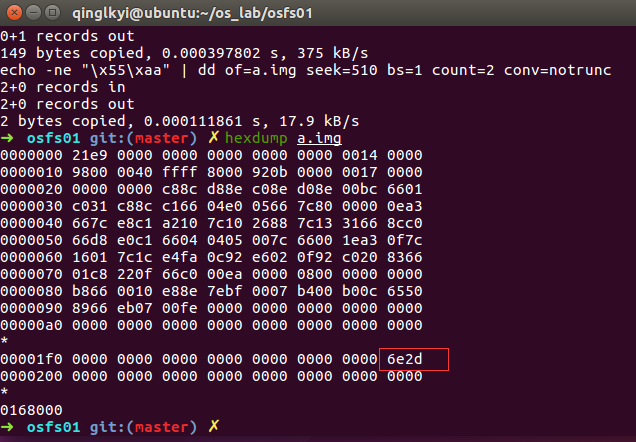 qinglkyi@ubuntu:~/os_lab/osfs01
0+1 records out
149 bytes copied, 0.000397802 s, 375 kB/s
echo -ne "\x55\xaa" | dd of=a.img seek=510 bs=1 count=2 conv=notrunc
2+0 records in
2+0 records out
2 bytes copied, 0.000111861 s, 17.9 kB/s
➜ osfs01 git:(master) ✗ hexdump a.img
0000000 21e9 0000 0000 0000 0000 0000 0014 0000
0000010 9800 0040 ffff 8000 920b 0000 0017 0000
0000020 0000 0000 c88c d88e c08e d08e 00bc 6601
0000030 c031 c88c c166 04e0 0566 7c80 0000 0ea3
0000040 667c e8c1 a210 7c10 2688 7c13 3166 8cc0
0000050 66d8 e0c1 6604 0405 007c 6600 1ea3 0f7c
0000060 1601 7c1c e4fa 0c92 e602 0f92 c020 8366
0000070 01c8 220f 66c0 00ea 0000 0800 0000 0000
0000080 b866 0010 e88e 7ebf 0007 b400 b00c 6550
0000090 8966 eb07 00fe 0000 0000 0000 0000 0000
00000a0 0000 0000 0000 0000 0000 0000 0000 0000
*
00001f0 0000 0000 0000 0000 0000 0000 0000 6e2d
0000200 0000 0000 0000 0000 0000 0000 0000 0000
*
0168000
➜ osfs01 git:(master) ✗